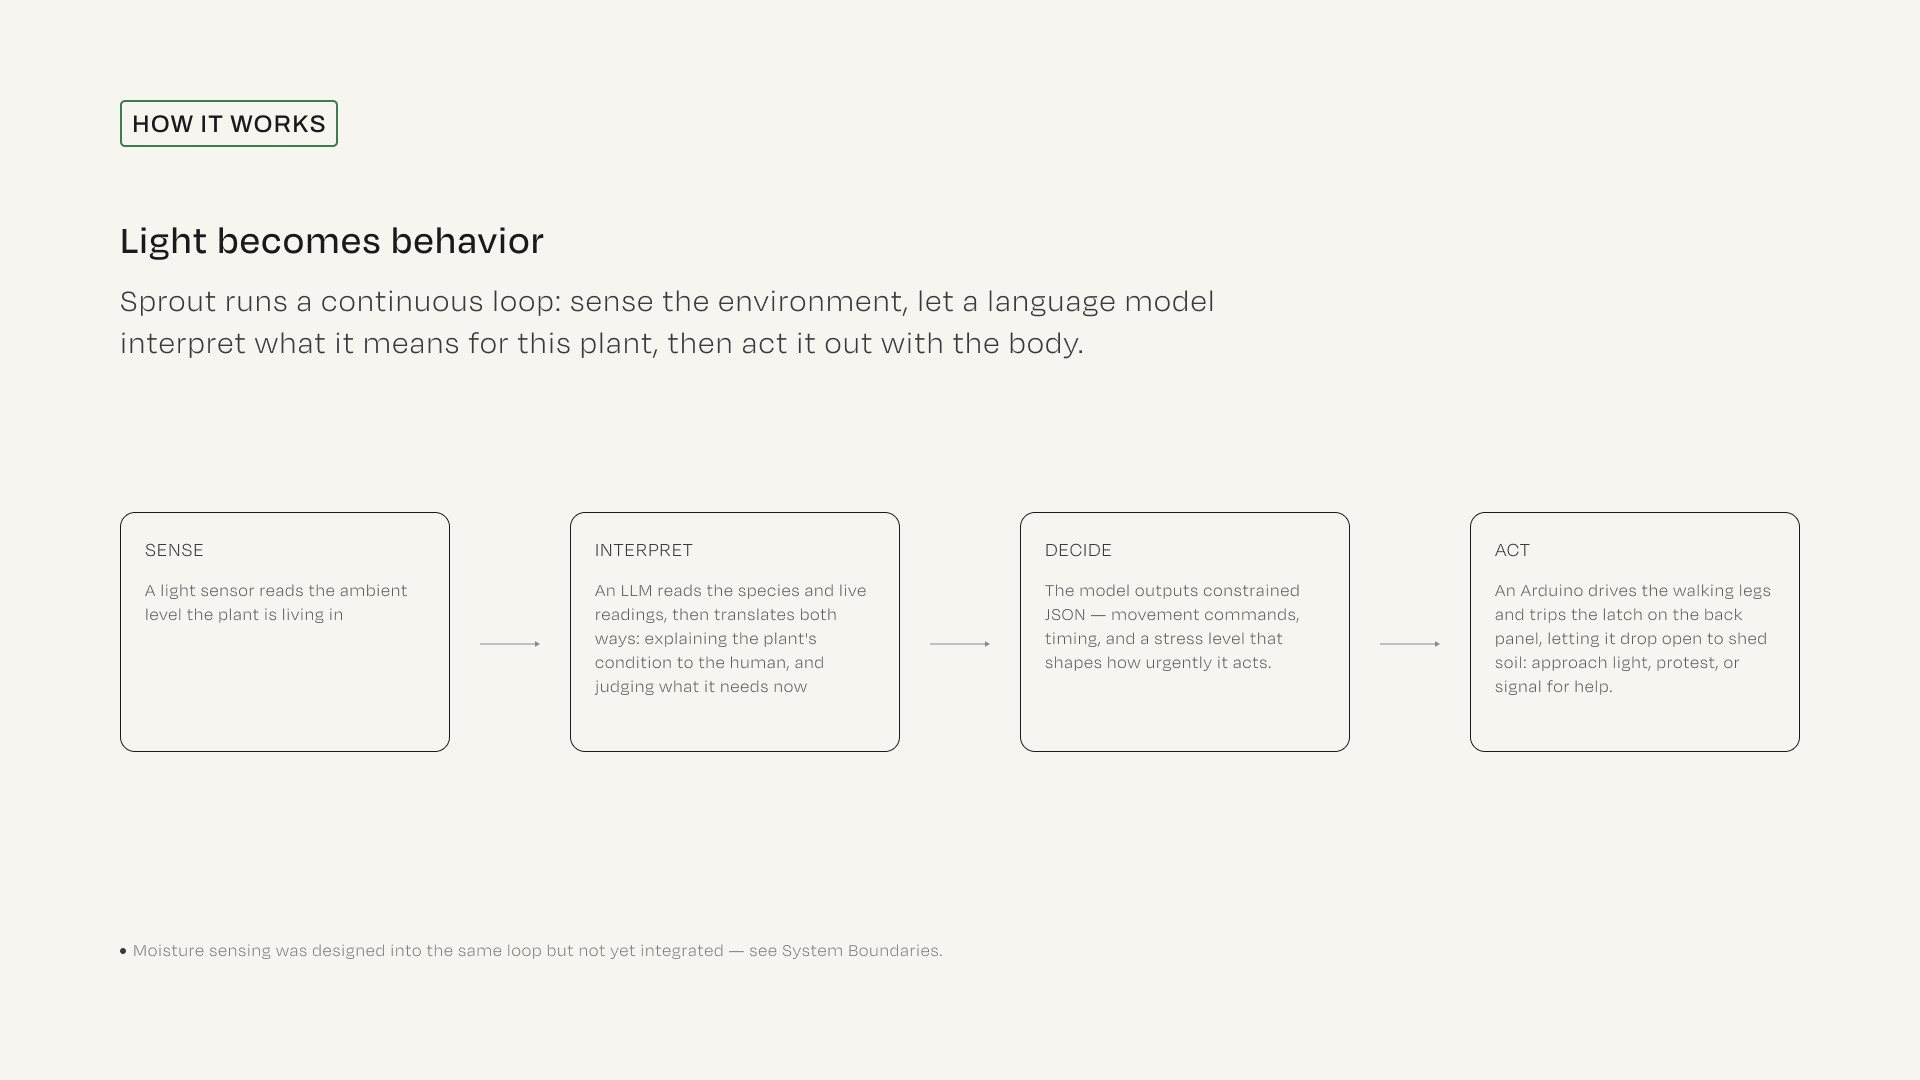 HOW IT WORKS
Light becomes behavior
Sprout runs a continuous loop: sense the environment, let a language model
interpret what it means for this plant, then act it out with the body.
SENSE
A light sensor reads the ambient
level the plant is living in
INTERPRET
An LLM reads the species and live
readings, then translates both
ways: explaining the plant's
condition to the human, and
judging what it needs now
DECIDE
The model outputs constrained
JSON — movement commands,
timing, and a stress level that
shapes how urgently it acts.
ACT
An Arduino drives the walking legs
and trips the latch on the back
panel, letting it drop open to shed
soil: approach light, protest, or
signal for help.
• Moisture sensing was designed into the same loop but not yet integrated — see System Boundaries.